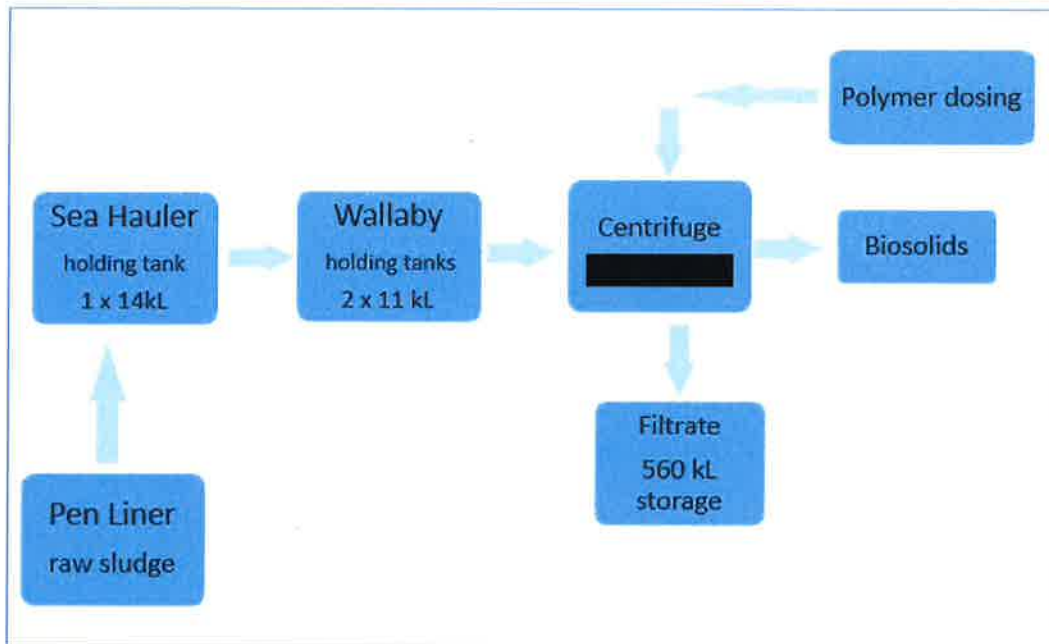 Polymer dosing
Sea Hauler
holding tank
1 x 14kL
Wallaby
holding tanks
2 x 11 kL
Centrifuge
Biosolids
Filtrate
560 kL
storage
Pen Liner
raw sludge